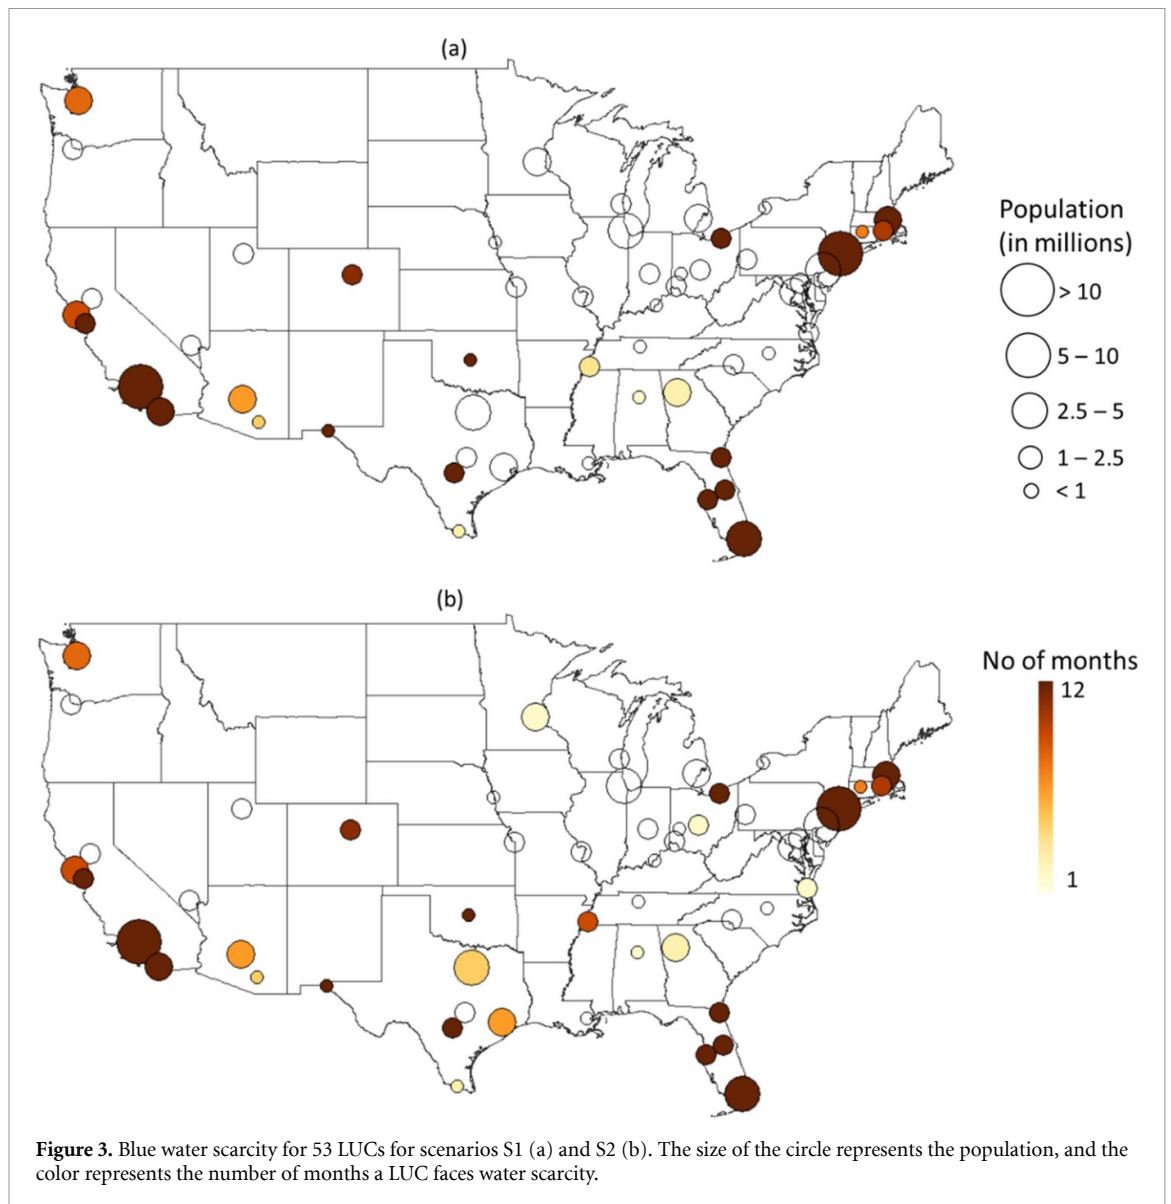 (a)
Population
(in millions)
> 10
5 – 10
2.5 – 5
1 – 2.5
< 1
(b)
No of months
12
1
Figure 3. Blue water scarcity for 53 LUCs for scenarios S1 (a) and S2 (b). The size of the circle represents the population, and the
color represents the number of months a LUC faces water scarcity.